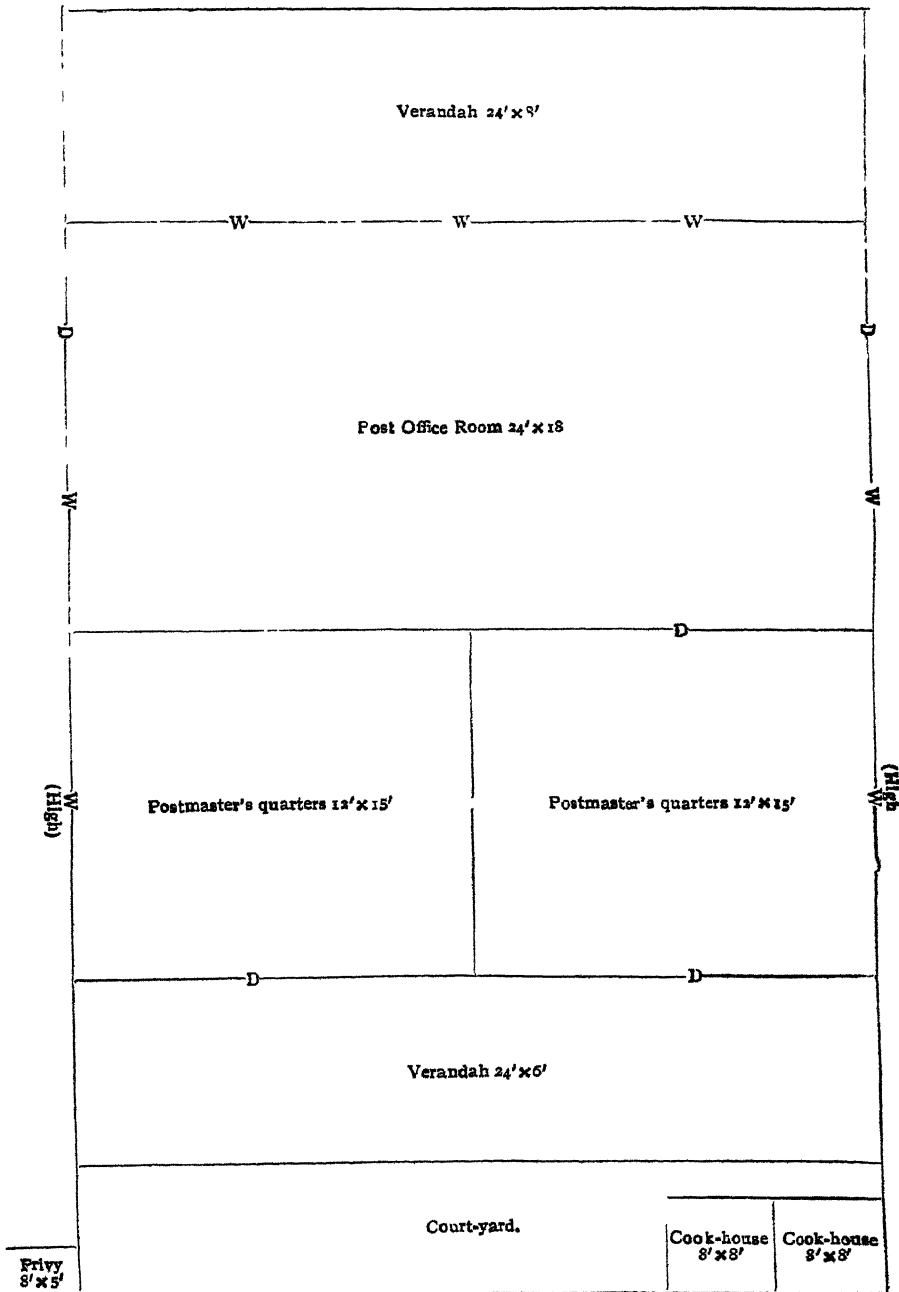 Verandah 24'×8'
W W W
D D
Post Office Room 24'×18
W W
D
(High) W Postmaster's quarters 12'×15' Postmaster's quarters 12'×15' W (High
D D
Verandah 24'×6'
Court-yard.
Cook-house 8'×8'
Cook-house 8'×8'
Privy
8'×5'